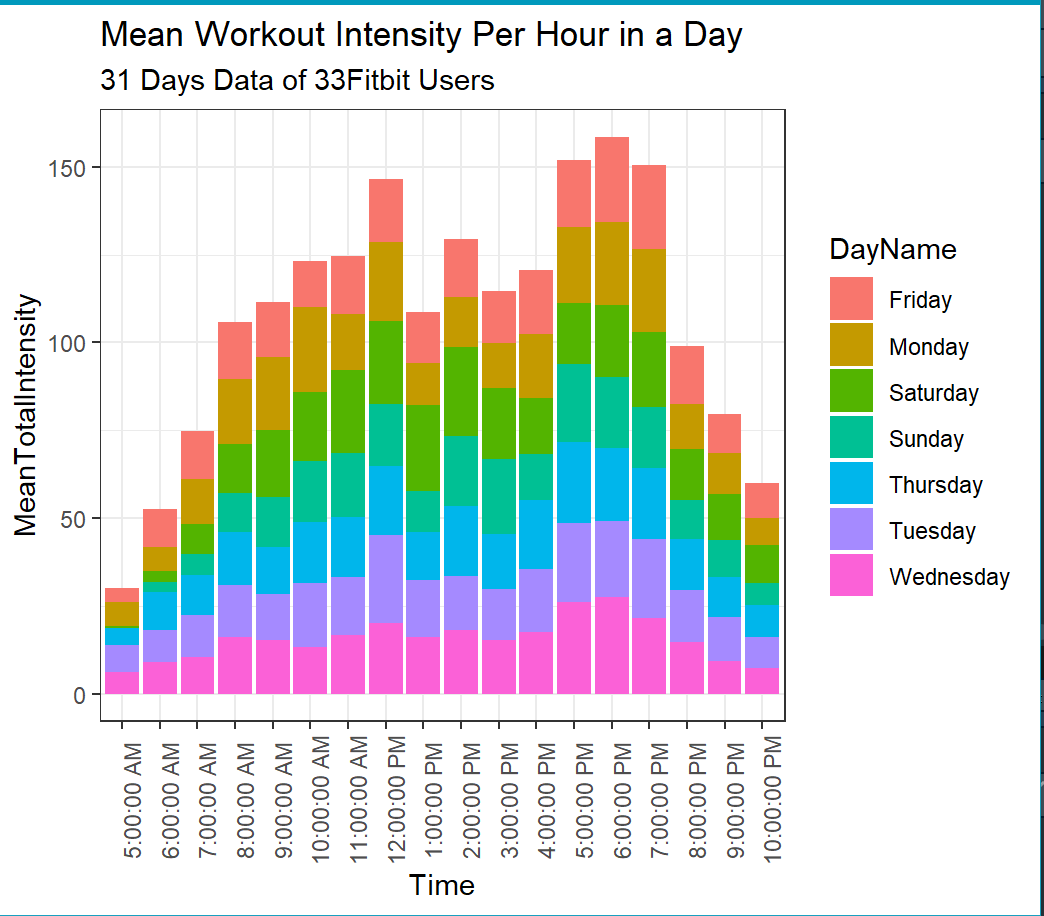 Mean Workout Intensity Per Hour in a Day
31 Days Data of 33Fitbit Users
MeanTotalIntensity
150
100
50
0
5:00:00 AM
6:00:00 AM
7:00:00 AM
8:00:00 AM
9:00:00 AM
10:00:00 AM
11:00:00 AM
12:00:00 PM
1:00:00 PM
2:00:00 PM
3:00:00 PM
4:00:00 PM
5:00:00 PM
6:00:00 PM
7:00:00 PM
8:00:00 PM
9:00:00 PM
10:00:00 PM
Time
DayName
Friday
Monday
Saturday
Sunday
Thursday
Tuesday
Wednesday